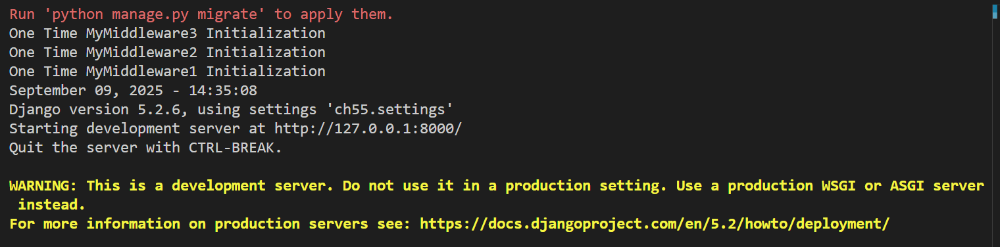 Run 'python manage.py migrate' to apply them.
One Time MyMiddleware3 Initialization
One Time MyMiddleware2 Initialization
One Time MyMiddleware1 Initialization
September 09, 2025 - 14:35:08
Django version 5.2.6, using settings 'ch55.settings'
Starting development server at http://127.0.0.1:8000/
Quit the server with CTRL-BREAK.
WARNING: This is a development server. Do not use it in a production setting. Use a production WSGI or ASGI server
instead.
For more information on production servers see: https://docs.djangoproject.com/en/5.2/howto/deployment/